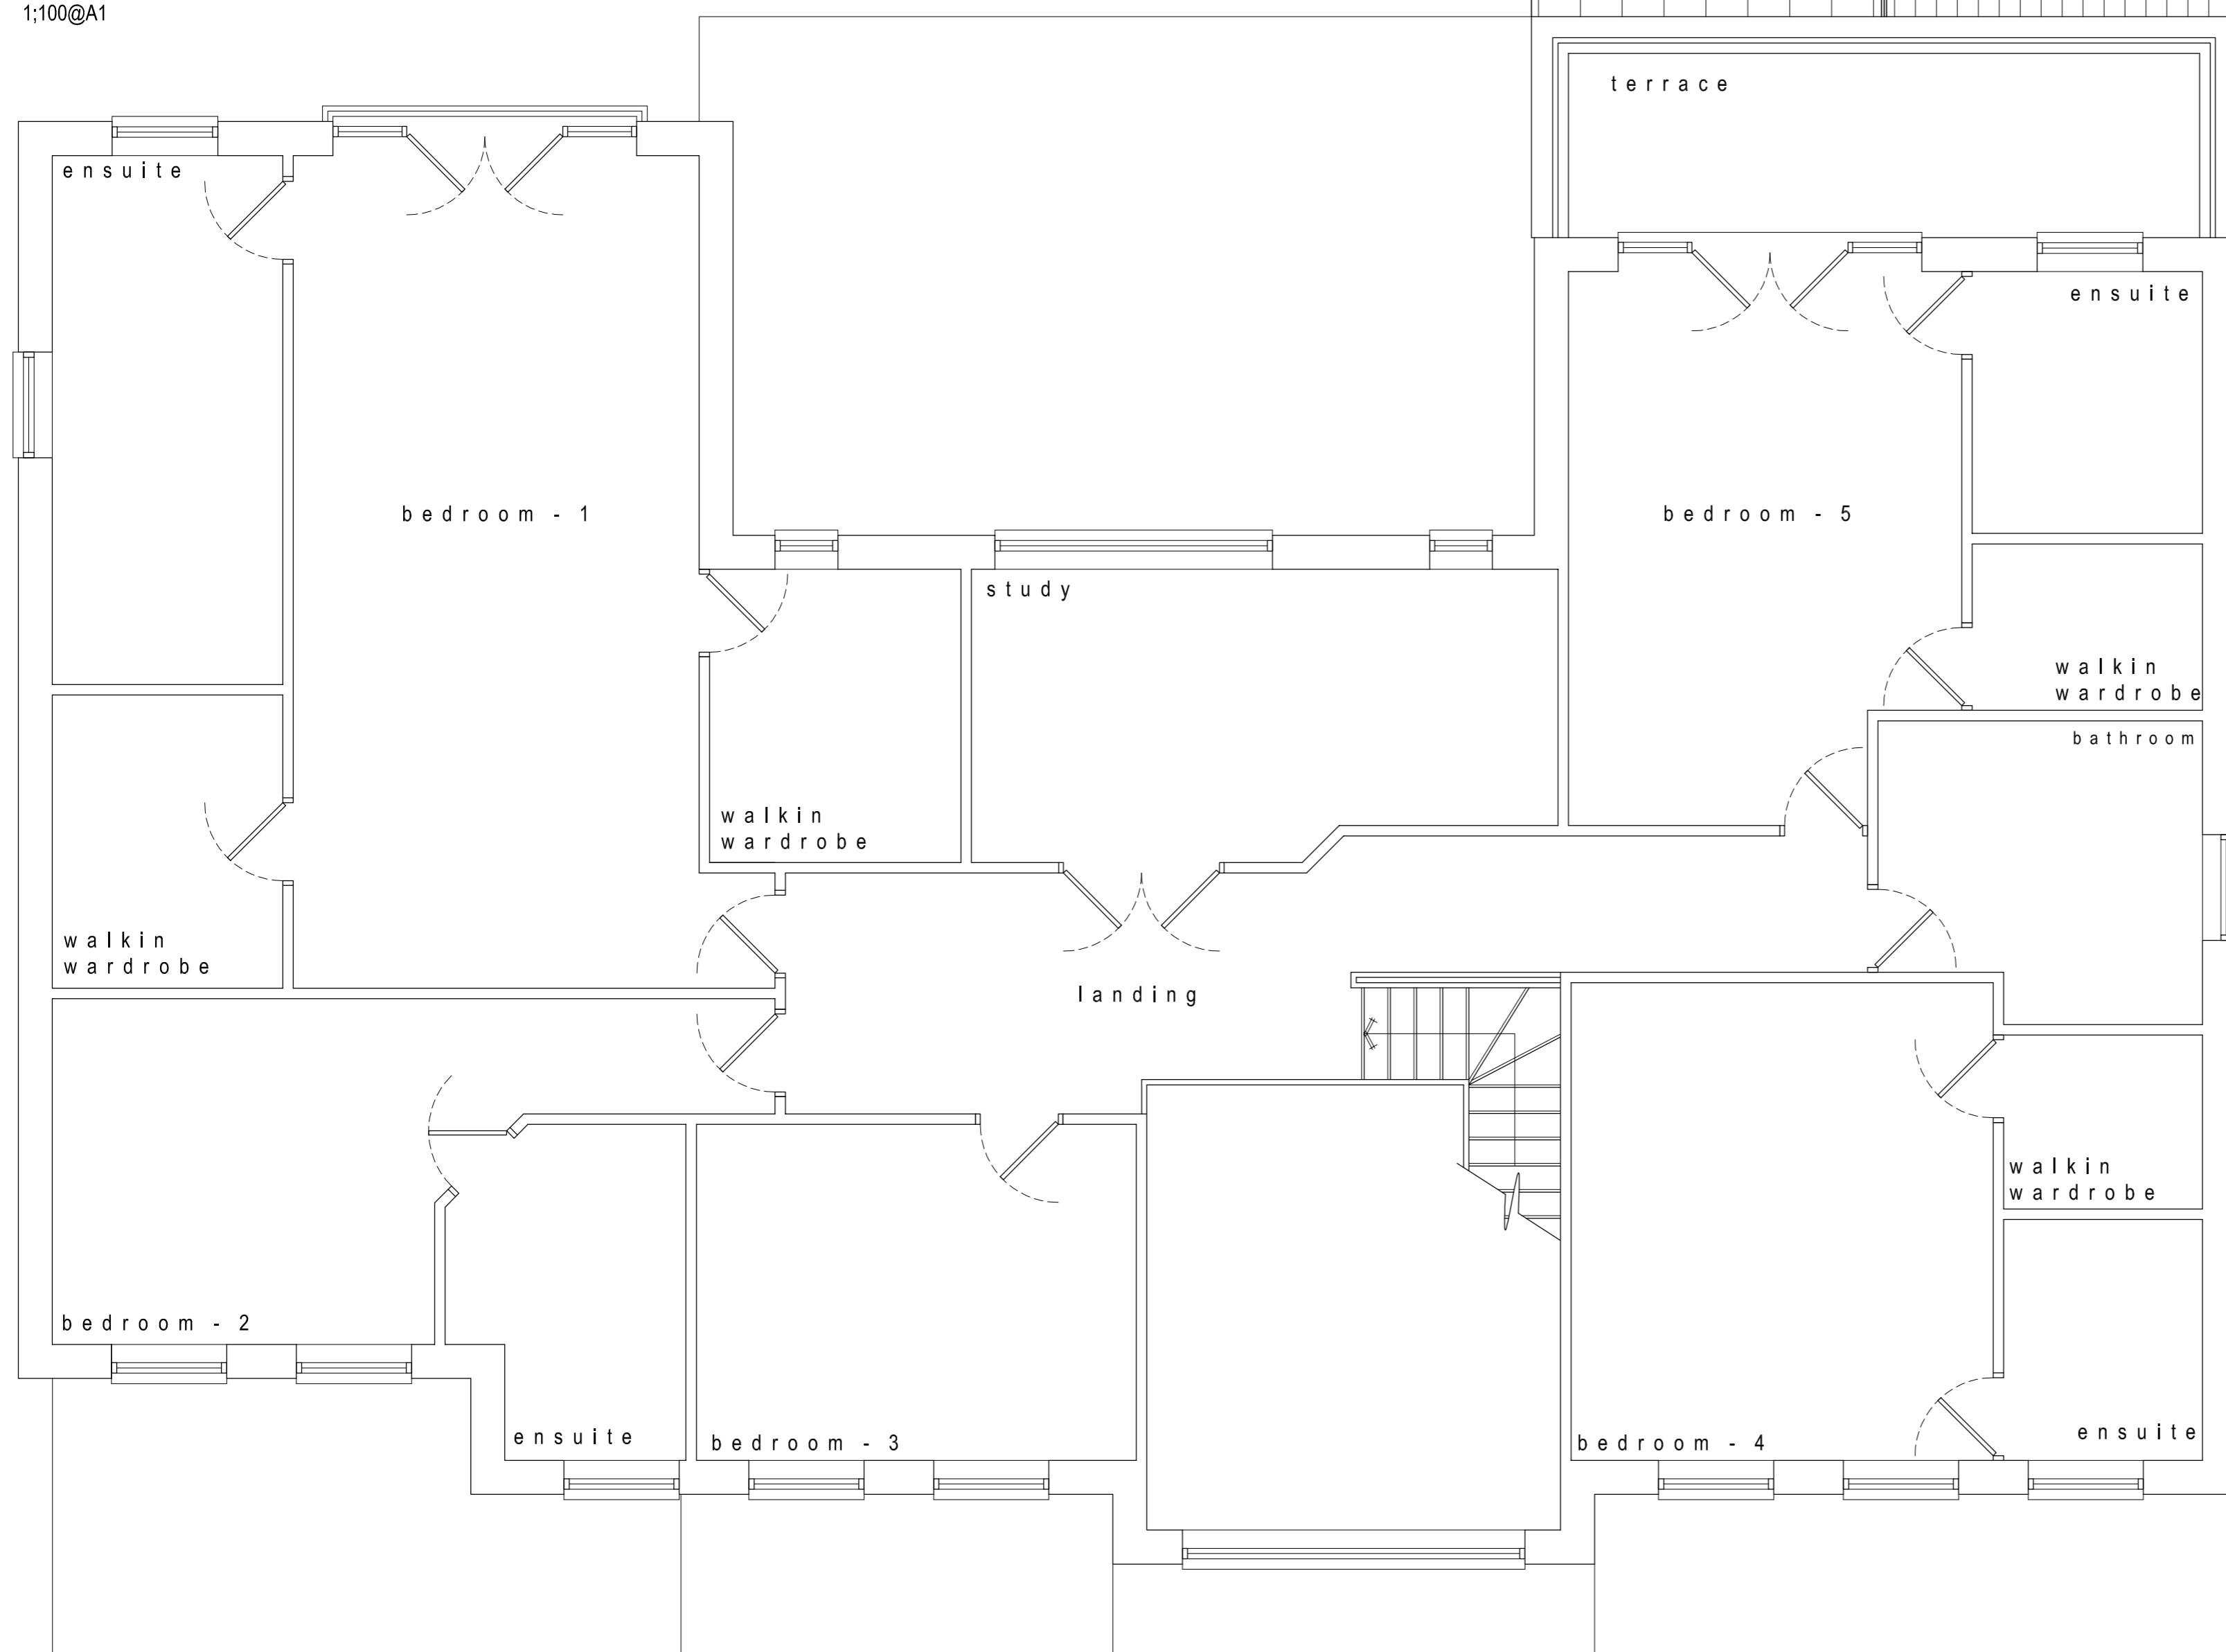 1;100@A1
terrace
ensuite
ensuite
bedroom - 1
bedroom - 5
study
walkin
wardrobe
bathroom
walkin
wardrobe
walkin
wardrobe
landing
walkin
wardrobe
bedroom - 2
ensuite
bedroom - 3
bedroom - 4
ensuite